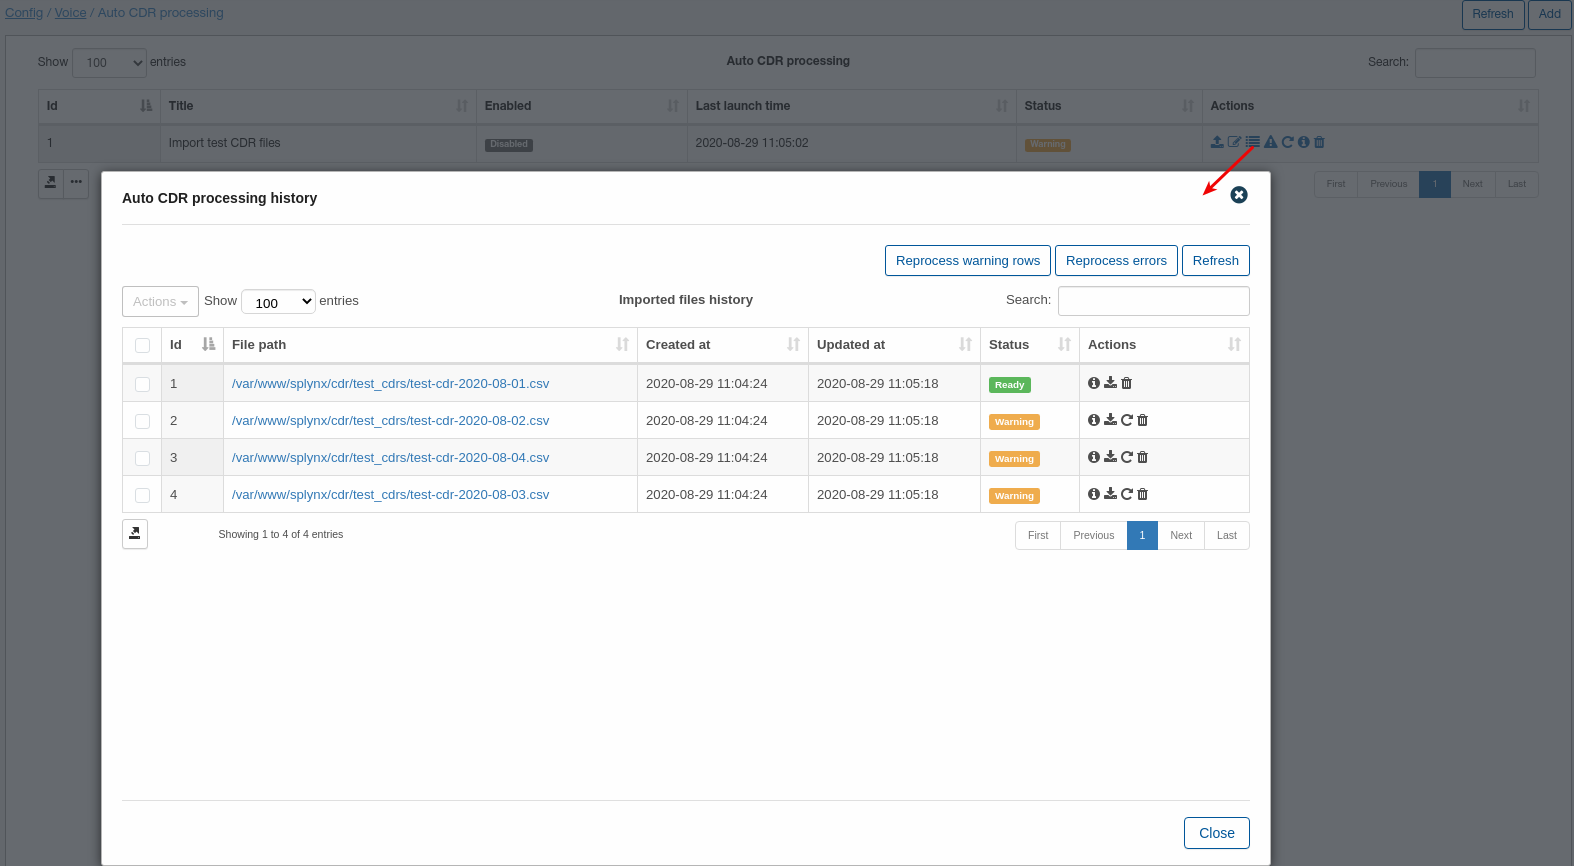 Config / Voice / Auto CDR processing
Refresh
Add
Show 100 entries
Auto CDR processing
Search:
Id Title Enabled Last launch time Status Actions
1 Import test CDR files Disabled 2020-08-29 11:05:02 Warning
First Previous 1 Next Last
Auto CDR processing history
Reprocess warning rows
Reprocess errors
Refresh
Actions Show 100 entries
Imported files history
Search:
Id File path Created at Updated at Status Actions
1 /var/www/splynx/cdr/test_cdrs/test-cdr-2020-08-01.csv 2020-08-29 11:04:24 2020-08-29 11:05:18 Ready
2 /var/www/splynx/cdr/test_cdrs/test-cdr-2020-08-02.csv 2020-08-29 11:04:24 2020-08-29 11:05:18 Warning
3 /var/www/splynx/cdr/test_cdrs/test-cdr-2020-08-04.csv 2020-08-29 11:04:24 2020-08-29 11:05:18 Warning
4 /var/www/splynx/cdr/test_cdrs/test-cdr-2020-08-03.csv 2020-08-29 11:04:24 2020-08-29 11:05:18 Warning
Showing 1 to 4 of 4 entries
First Previous 1 Next Last
Close